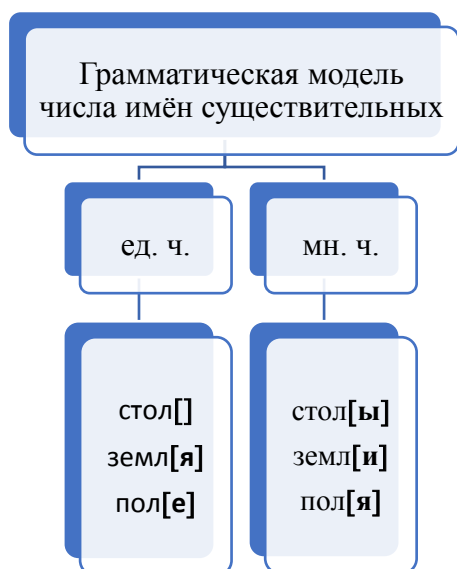 Грамматическая модель
числа имён существительных
ед. ч.
мн. ч.
стол[]
земл[я]
пол[е]
стол[ы]
земл[и]
пол[я]